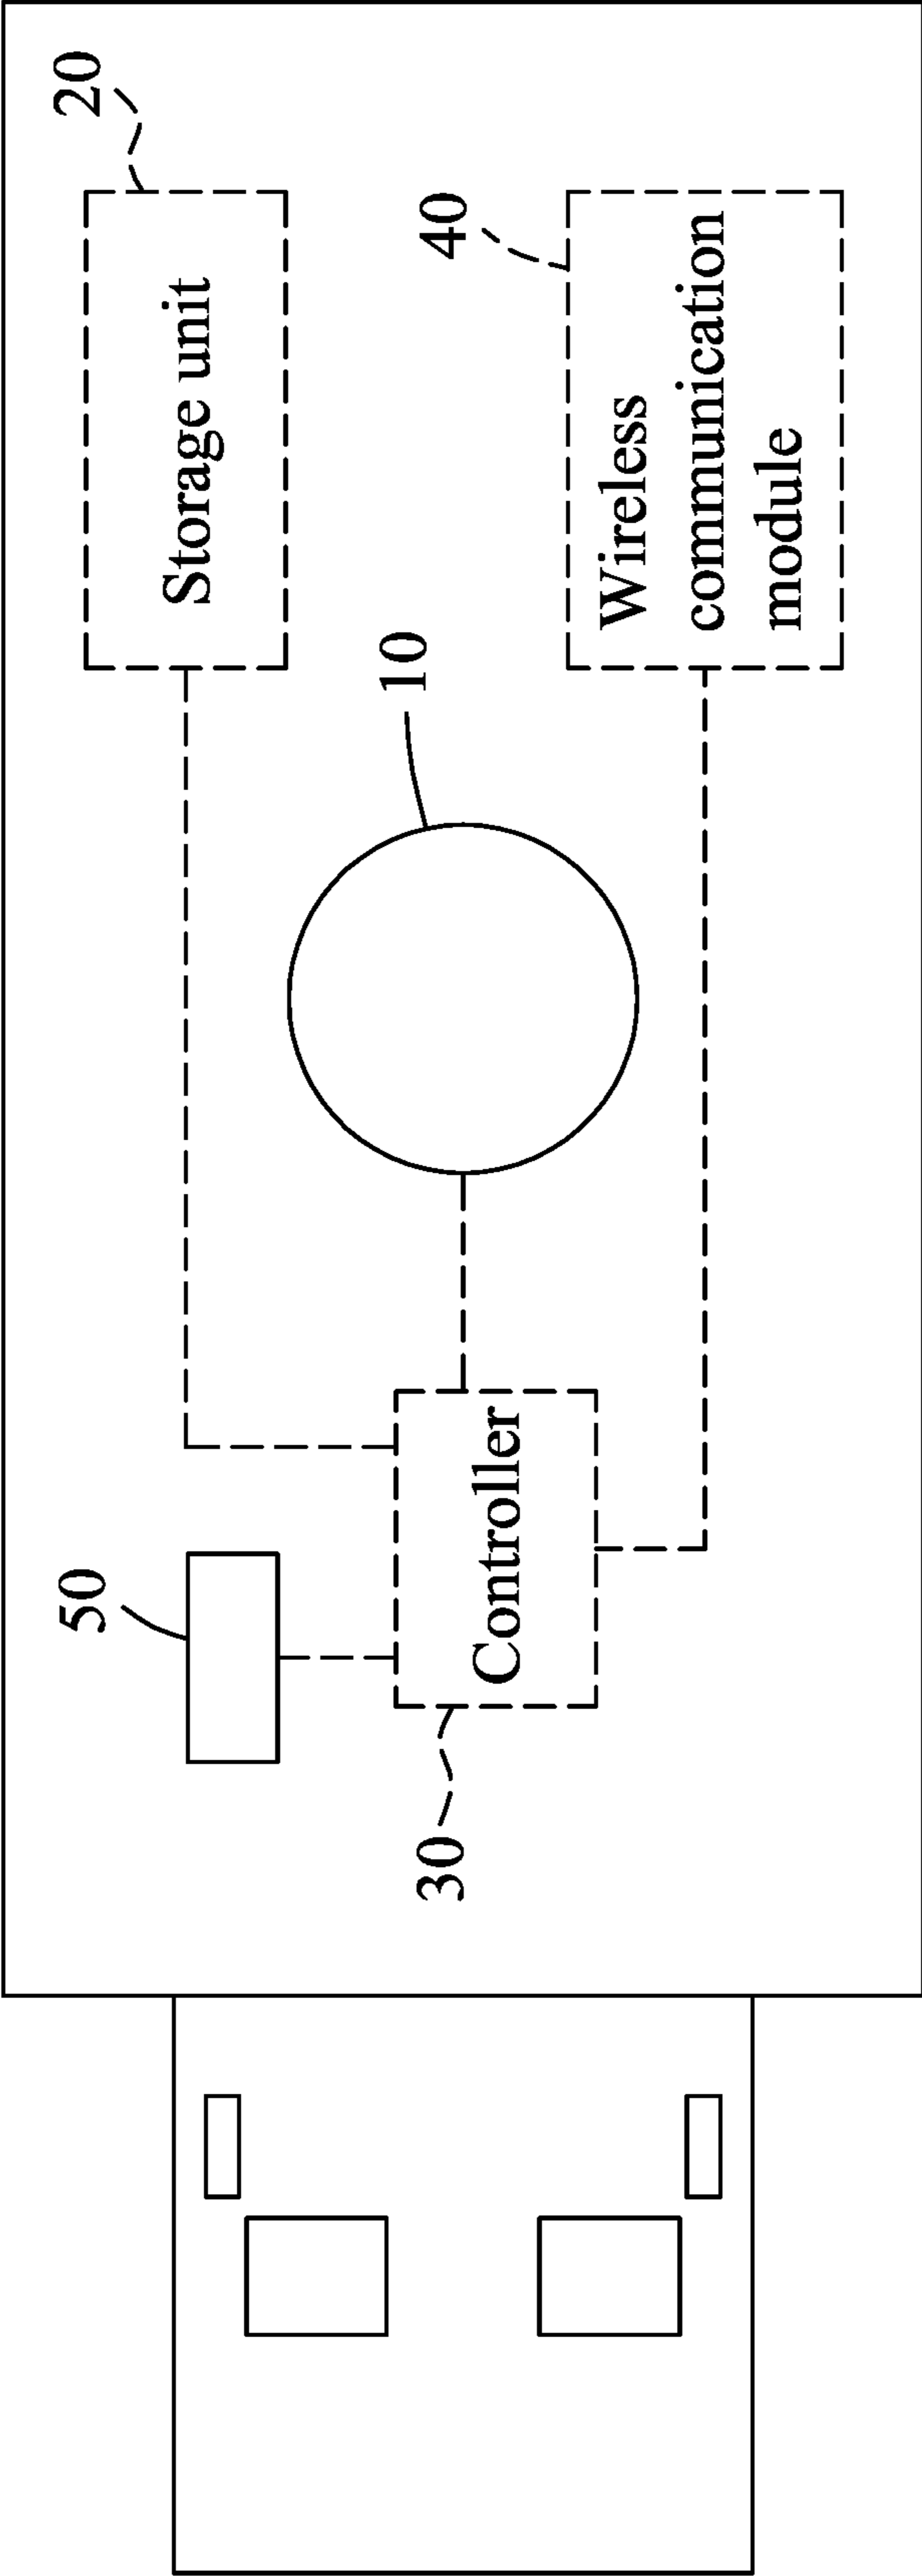 20
Storage unit
40
Wireless
communication
module
10
50
Controller
30